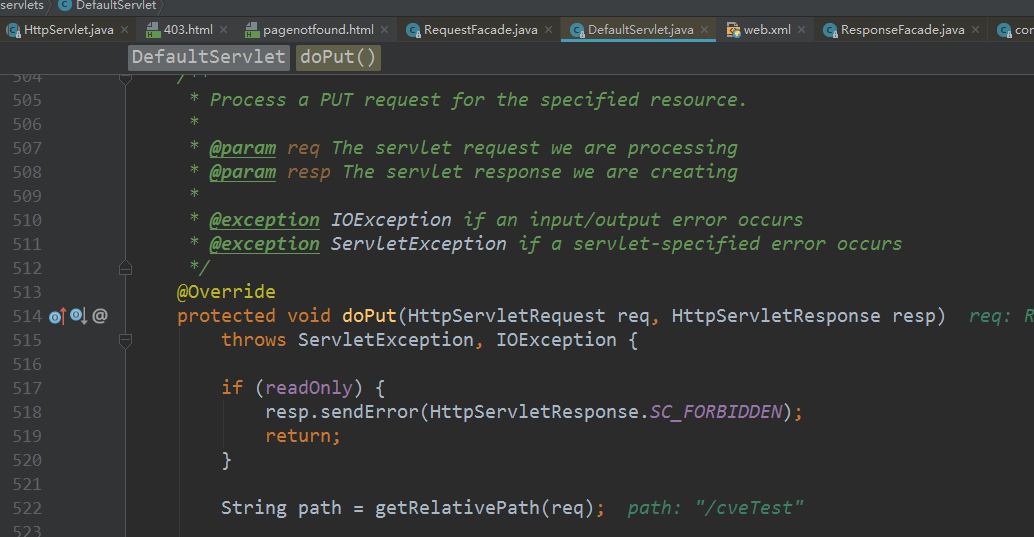 servlets DefaultServlet
HttpServlet.java 403.html pagenotfound.html RequestFacade.java DefaultServlet.java web.xml ResponseFacade.java
DefaultServlet doPut()
504 /**
505 * Process a PUT request for the specified resource.
506 *
507 * @param req The servlet request we are processing
508 * @param resp The servlet response we are creating
509 *
510 * @exception IOException if an input/output error occurs
511 * @exception ServletException if a servlet-specified error occurs
512 */
513 @Override
514 @ protected void doPut(HttpServletRequest req, HttpServletResponse resp) req:
515 throws ServletException, IOException {
516
517 if (readOnly) {
518 resp.sendError(HttpServletResponse.SC_FORBIDDEN);
519 return;
520 }
521
522 String path = getRelativePath(req); path: "/cveTest"
523